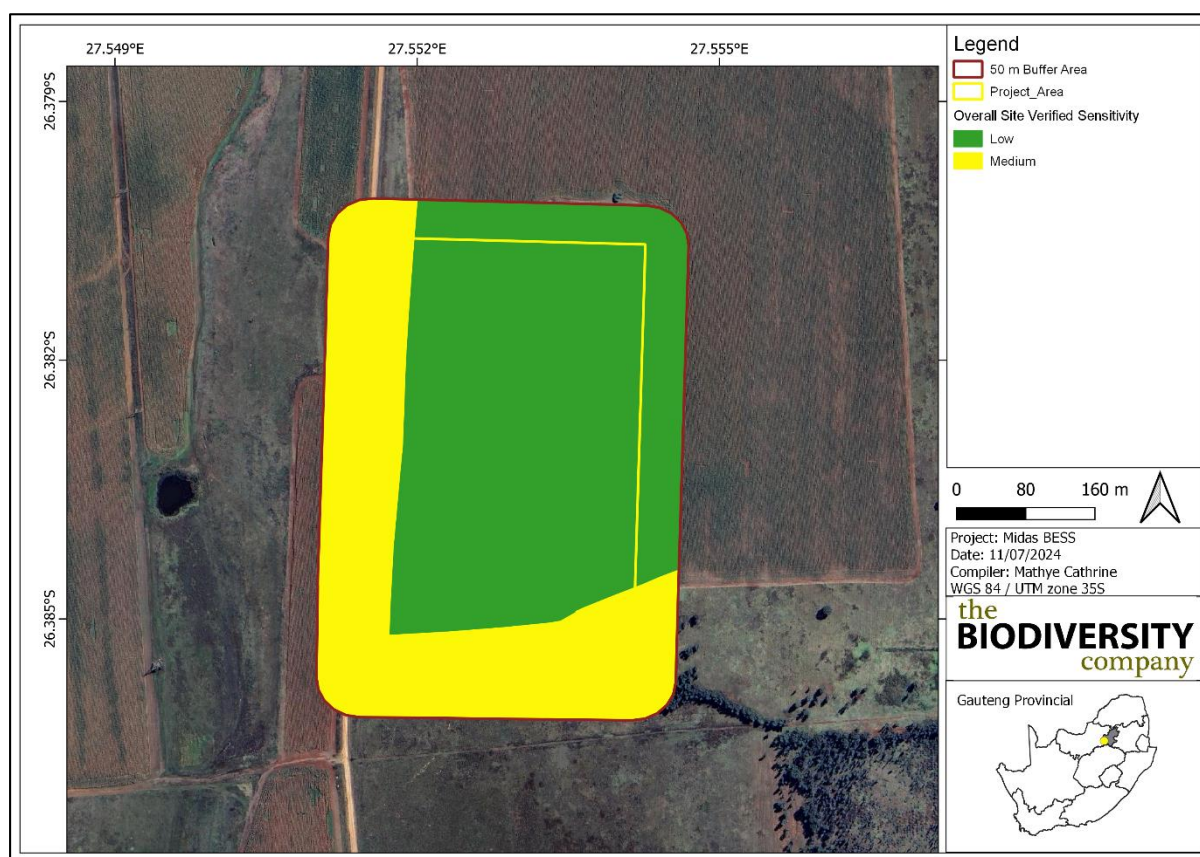 27.549°E
27.552°E
27.555°E
26.379°S
26.382°S
26.385°S
Legend
50 m Buffer Area
Project_Area
Overall Site Verified Sensitivity
Low
Medium
0 80 160 m
Project: Midas BESS
Date: 11/07/2024
Compiler: Mathye Cathrine
WGS 84 / UTM zone 35S
the
BIODIVERSITY
company
Gauteng Provincial